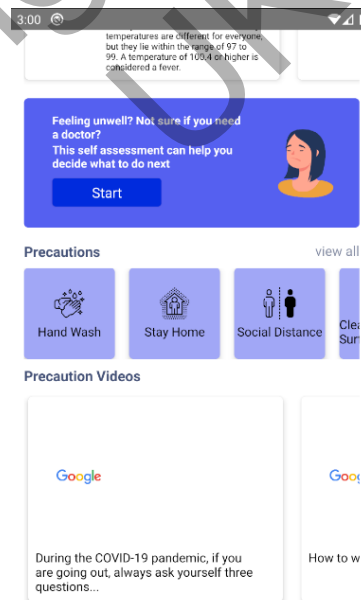 3:00
temperatures are different for everyone,
but they lie within the range of 97 to
99. A temperature of 100.4 or higher is
considered a fever.
Feeling unwell? Not sure if you need
a doctor?
This self assessment can help you
decide what to do next
Start
Precautions view all
Hand Wash
Stay Home
Social Distance
Precaution Videos
Google
During the COVID-19 pandemic, if you
are going out, always ask yourself three
questions...
Goog
How to w